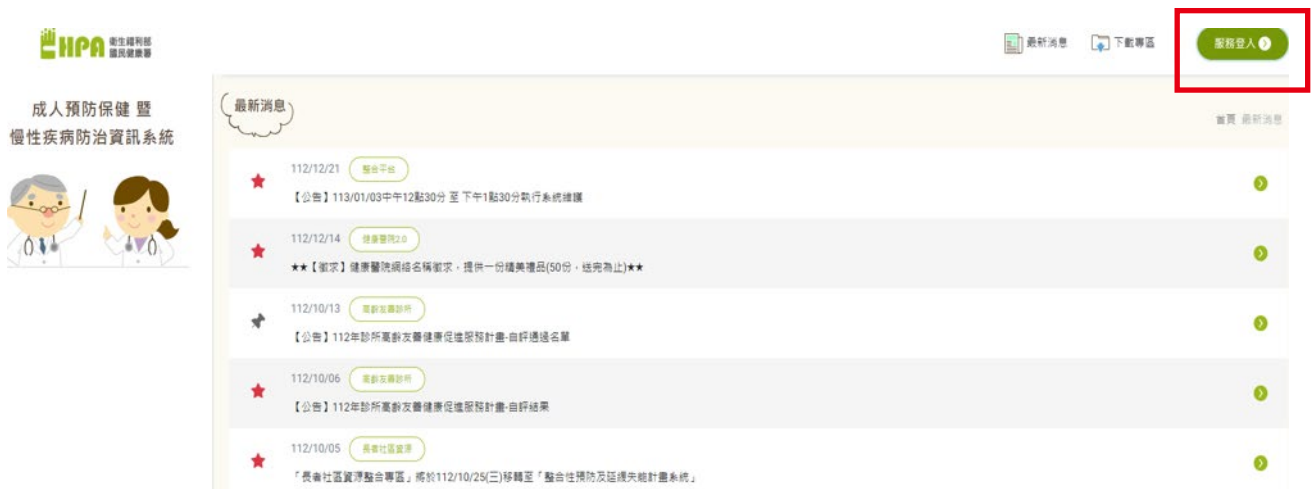 HPA 衛生福利部
國民健康署
最新消息
下載專區
服務登入
成人預防保健 暨
慢性疾病防治資訊系統
最新消息
首頁 最新消息
112/12/21 整合平台
【公告】113/01/03中午12點30分 至 下午1點30分執行系統維護
112/12/14 健康醫院2.0
★★【徵求】健康醫院網絡名稱徵求，提供一份精美禮品(50份，送完為止)★★
112/10/13 高齡友善診所
【公告】112年診所高齡友善健康促進服務計畫-自評通過名單
112/10/06 高齡友善診所
【公告】112年診所高齡友善健康促進服務計畫-自評結果
112/10/05 長者社區資源
「長者社區資源整合專區」將於112/10/25(三)移轉至「整合性預防及延緩失能計畫系統」